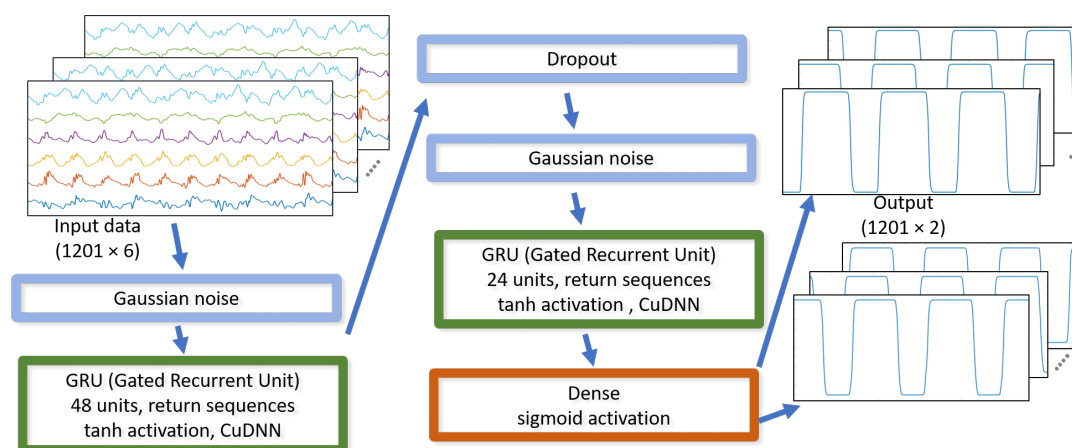 Input data
(1201 × 6)
Gaussian noise
GRU (Gated Recurrent Unit)
48 units, return sequences
tanh activation, CuDNN
Dropout
Gaussian noise
GRU (Gated Recurrent Unit)
24 units, return sequences
tanh activation , CuDNN
Dense
sigmoid activation
Output
(1201 × 2)